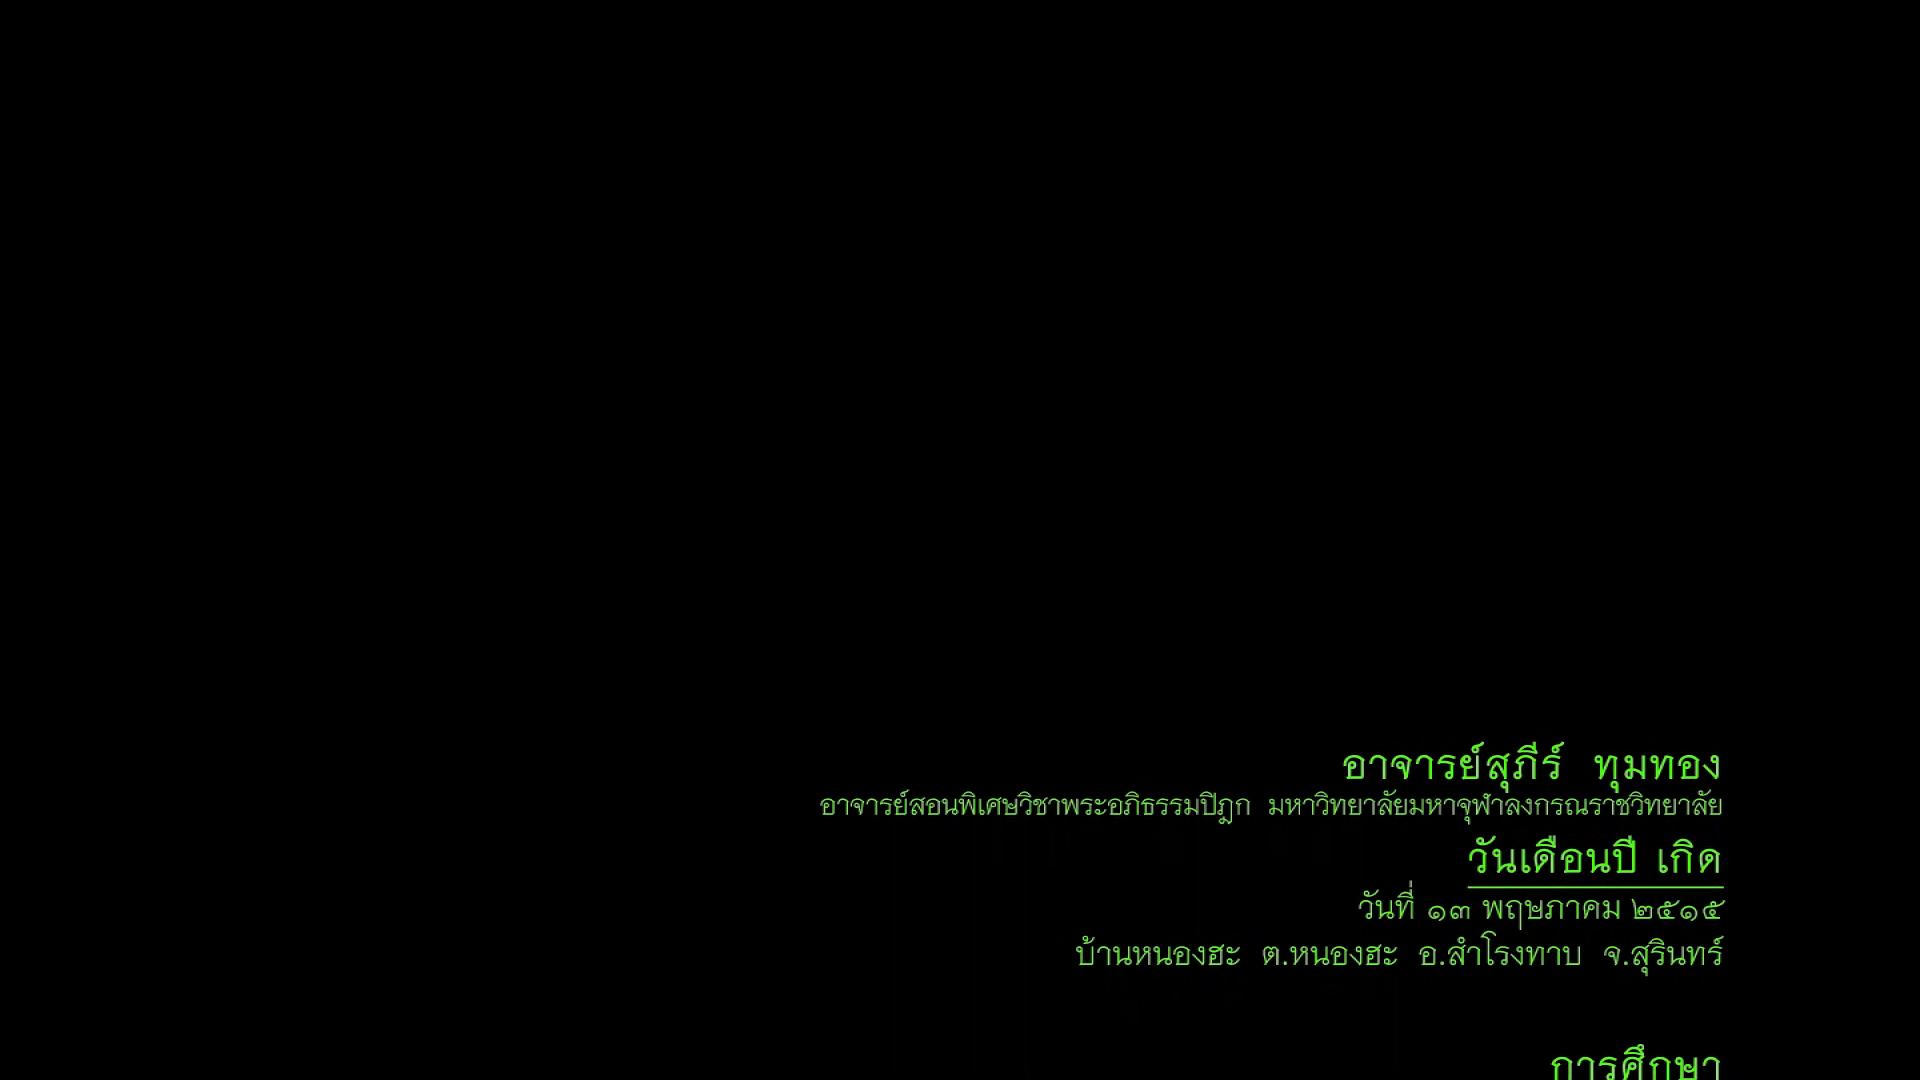 อาจารย์สุภีร์ ทุมทอง
อาจารย์สอนพิเศษวิชาพระอภิธรรมปิฎก มหาวิทยาลัยมหาจุฬาลงกรณราชวิทยาลัย
วันเดือนปี เกิด
วันที่ ๑๓ พฤษภาคม ๒๕๑๕
บ้านหนองฮะ ต.หนองฮะ อ.สำโรงทาบ จ.สุรินทร์
การศึกษา